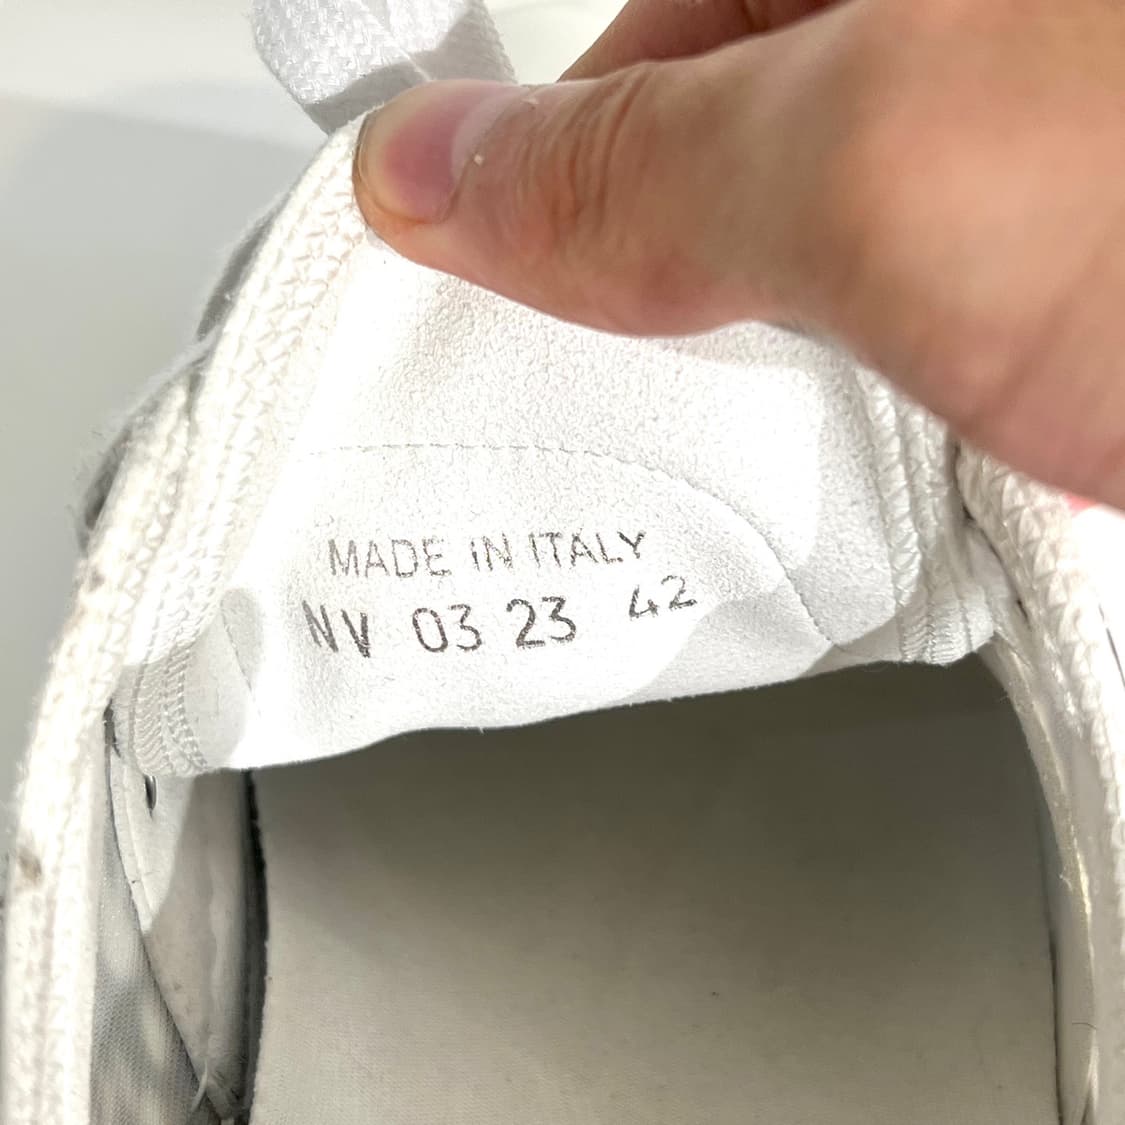 MADE IN ITALY
NV 03 23 42